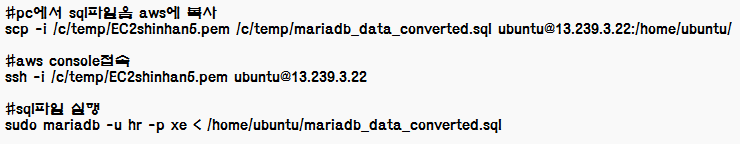 #pc에서 sql파일을 aws에 복사
scp -i /c/temp/EC2shinhan5.pem /c/temp/mariadb_data_converted.sql ubuntu@13.239.3.22:/home/ubuntu/
#aws console접속
ssh -i /c/temp/EC2shinhan5.pem ubuntu@13.239.3.22
#sql파일 실행
sudo mariadb -u hr -p xe < /home/ubuntu/mariadb_data_converted.sql